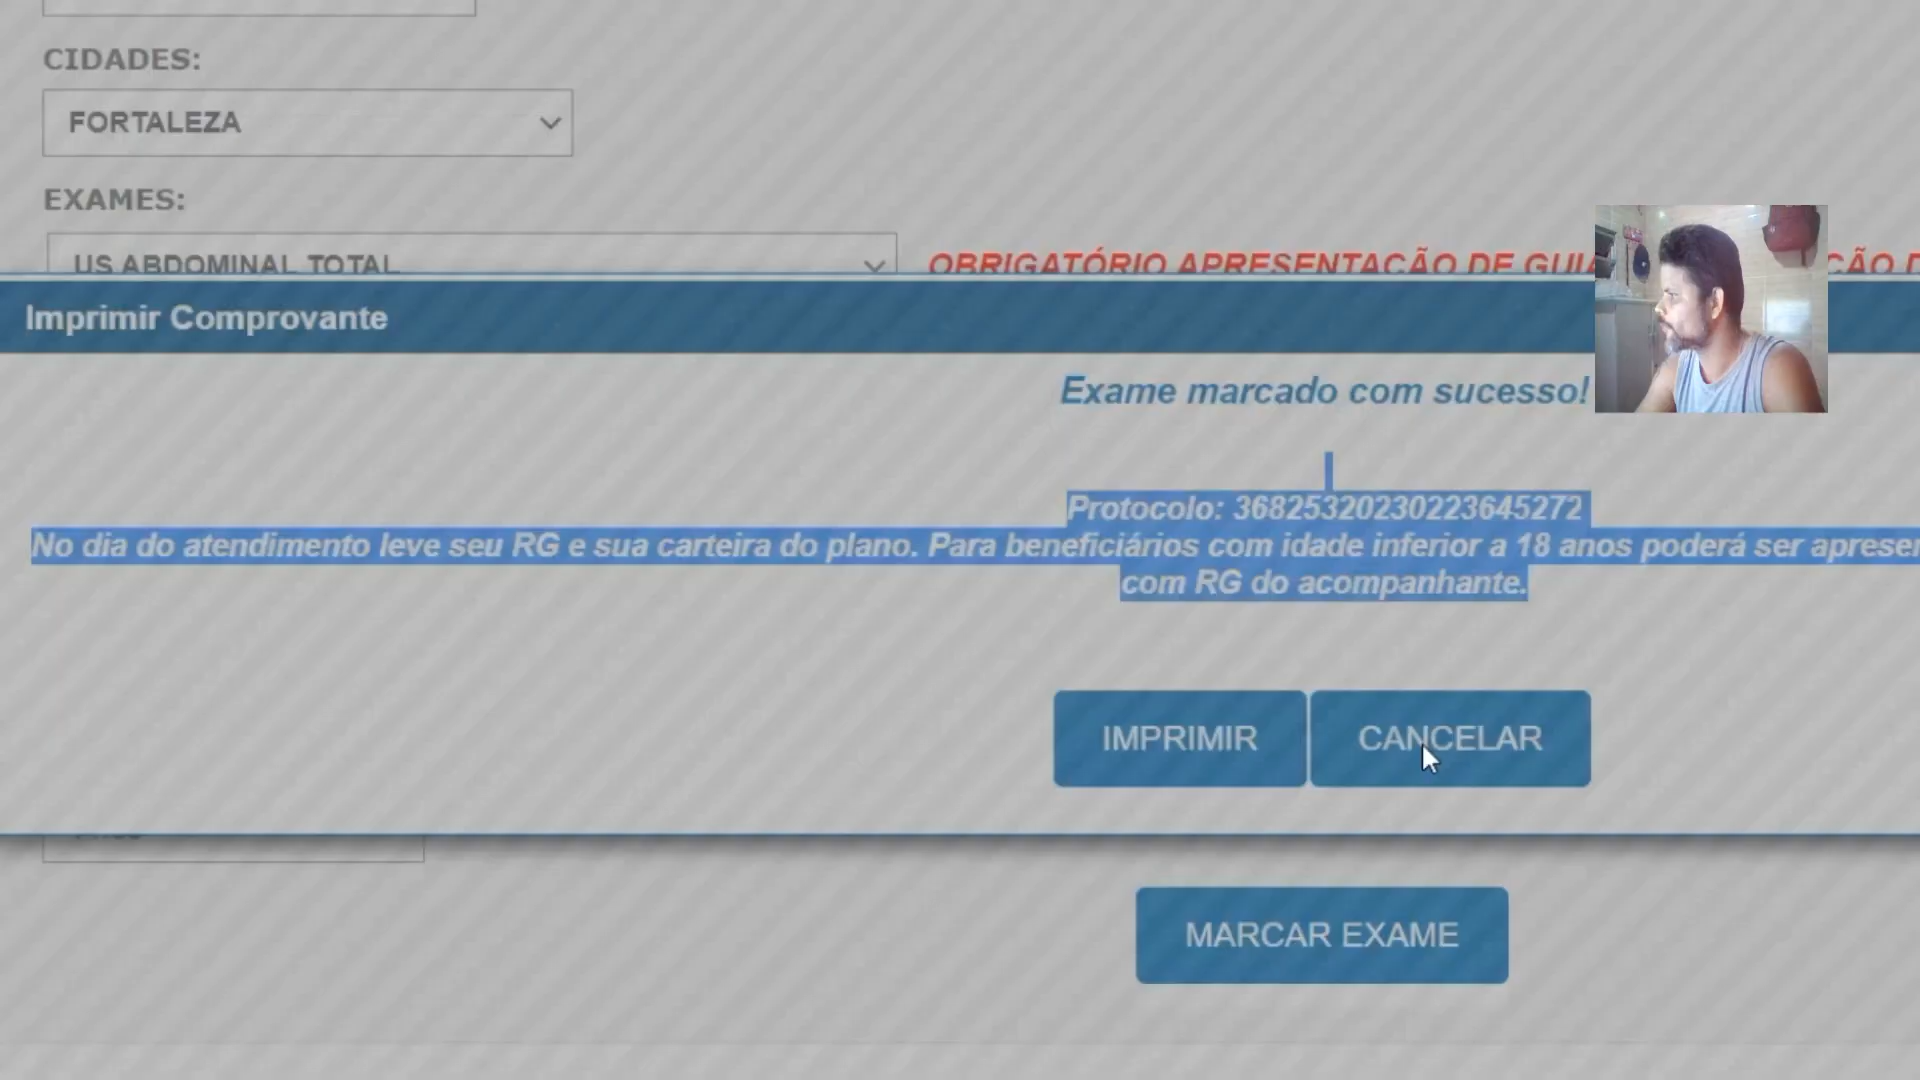 CIDADES:
FORTALEZA
EXAMES:
US ABDOMINAL TOTAL
OBRIGATÓRIO APRESENTAÇÃO DE GUIA
Imprimir Comprovante
Exame marcado com sucesso!
Protocolo: 36825320230223645272
No dia do atendimento leve seu RG e sua carteira do plano. Para beneficiários com idade inferior a 18 anos poderá ser apresen
com RG do acompanhante.
IMPRIMIR
CANCELAR
MARCAR EXAME